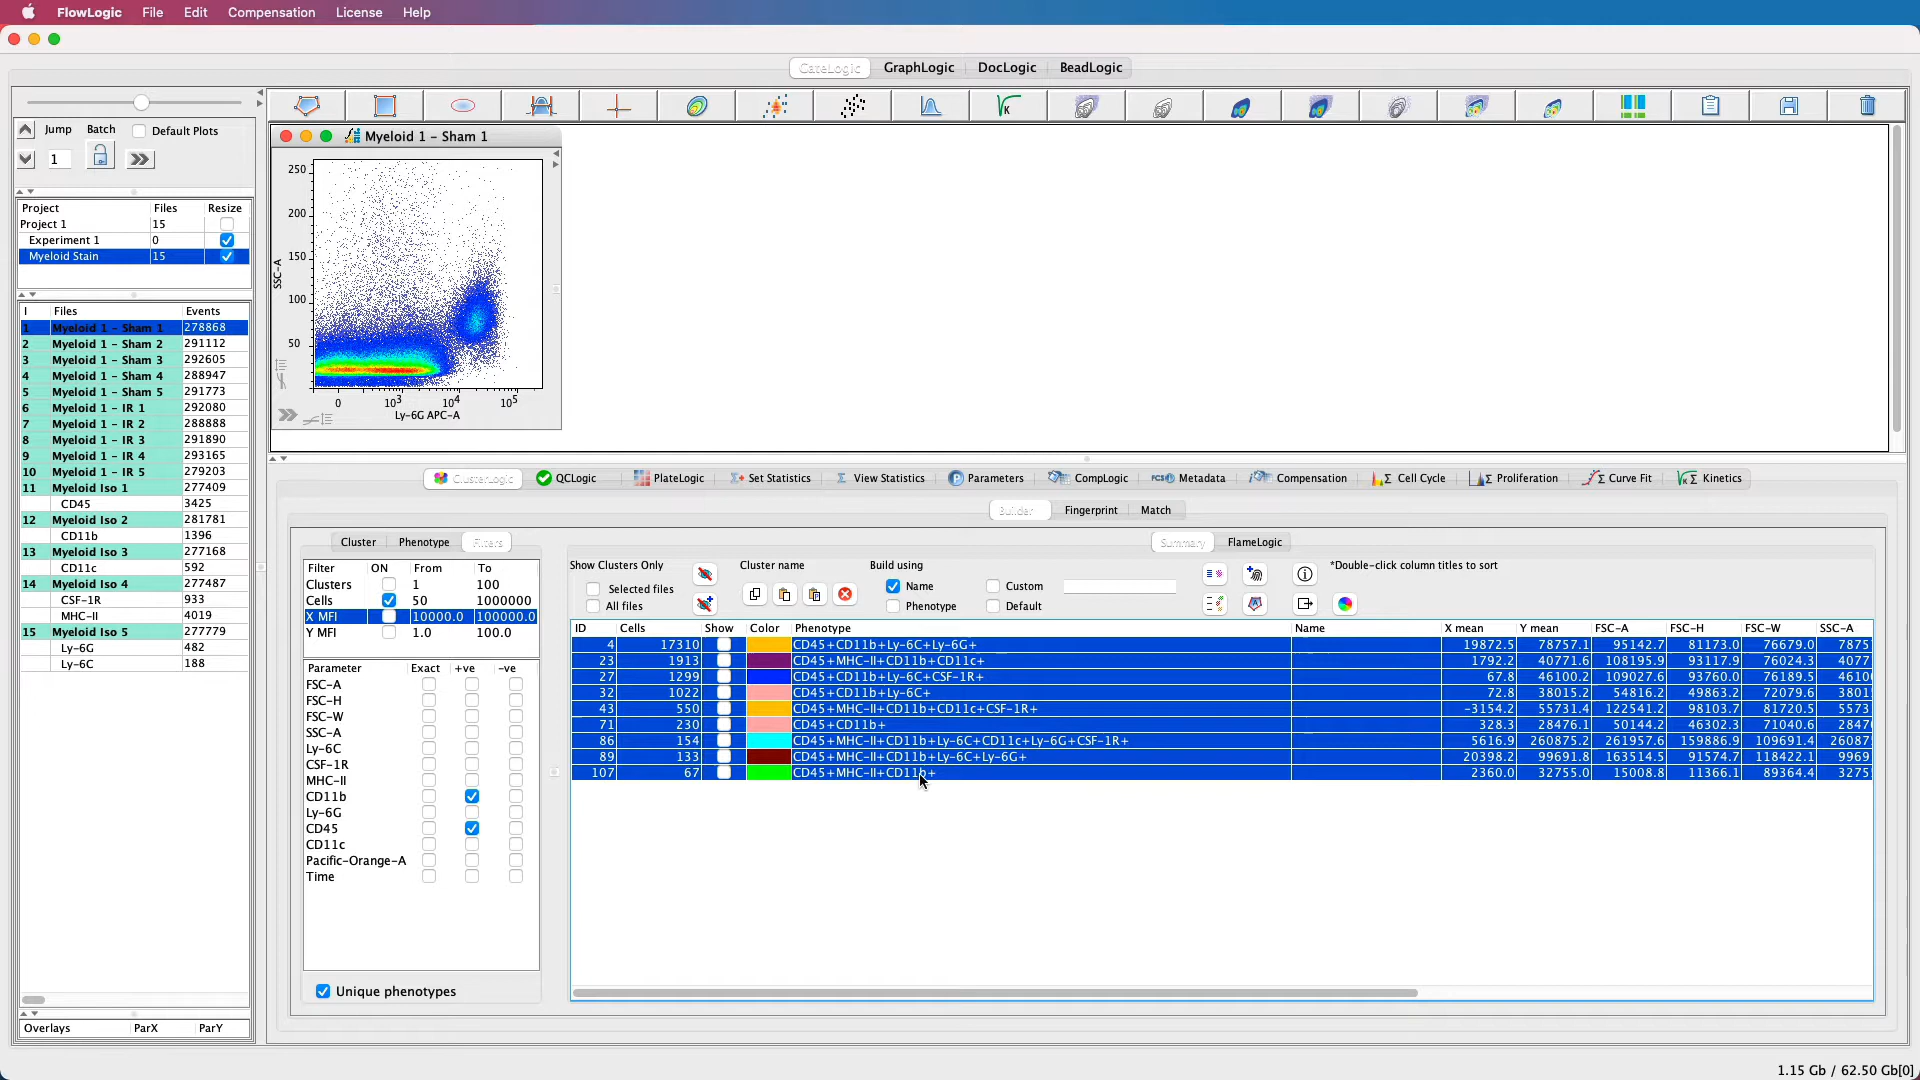 FlowLogic File Edit Compensation License Help
GateLogic GraphLogic DocLogic BeadLogic
Jump Batch Default Plots
1
Project Files Resize
Project 1 15
Experiment 1 0
Myeloid Stain 15
I Files Events
1 Myeloid 1 - Sham 1 278868
2 Myeloid 1 - Sham 2 291112
3 Myeloid 1 - Sham 3 292605
4 Myeloid 1 - Sham 4 288947
5 Myeloid 1 - Sham 5 291773
6 Myeloid 1 - IR 1 292080
7 Myeloid 1 - IR 2 288888
8 Myeloid 1 - IR 3 291890
9 Myeloid 1 - IR 4 293165
10 Myeloid 1 - IR 5 279203
11 Myeloid Iso 1 277409
CD45 3425
12 Myeloid Iso 2 281781
CD11b 1396
13 Myeloid Iso 3 277168
CD11c 592
14 Myeloid Iso 4 277487
CSF-1R 933
MHC-II 4019
15 Myeloid Iso 5 277779
Ly-6G 482
Ly-6C 188
Overlays ParX ParY
Myeloid 1 - Sham 1
250
200
150
100
50
SSC-A
0 10³ 10⁴ 10⁵
Ly-6G APC-A
ClusterLogic QCLogic PlateLogic Set Statistics View Statistics Parameters CompLogic Metadata Compensation Cell Cycle Proliferation Curve Fit Kinetics
Builder Fingerprint Match
Cluster Phenotype Filters
Filter ON From To
Clusters 1 100
Cells 50 1000000
X MFI 10000.0 100000.0
Y MFI 1.0 100.0
Parameter Exact +ve -ve
FSC-A
FSC-H
FSC-W
SSC-A
Ly-6C
CSF-1R
MHC-II
CD11b
Ly-6G
CD45
CD11c
Pacific-Orange-A
Time
Unique phenotypes
Summary FlameLogic
Show Clusters Only Cluster name Build using *Double-click column titles to sort
Selected files Name Custom
All files Phenotype Default
ID Cells Show Color Phenotype Name X mean Y mean FSC-A FSC-H FSC-W SSC-A
4 17310 CD45+CD11b+Ly-6C+Ly-6G+ 19872.5 78757.1 95142.7 81173.0 76679.0 7875
23 1913 CD45+MHC-II+CD11b+CD11c+ 1792.2 40771.6 108195.9 93117.9 76024.3 4077
27 1299 CD45+CD11b+Ly-6C+CSF-1R+ 67.8 46100.2 109027.6 93760.0 76189.5 4610
32 1022 CD45+CD11b+Ly-6C+ 72.8 38015.2 54816.2 49863.2 72079.6 3801
43 550 CD45+MHC-II+CD11b+CD11c+CSF-1R+ -3154.2 55731.4 122541.2 98103.7 81720.5 5573
71 230 CD45+CD11b+ 328.3 28476.1 50144.2 46302.3 71040.6 2847
86 154 CD45+MHC-II+CD11b+Ly-6C+CD11c+Ly-6G+CSF-1R+ 5616.9 260875.2 261957.6 159886.9 109691.4 26087
89 133 CD45+MHC-II+CD11b+Ly-6C+Ly-6G+ 20398.2 99691.8 163514.5 91574.7 118422.1 9969
107 67 CD45+MHC-II+CD11b+ 2360.0 32755.0 15008.8 11366.1 89364.4 3275
1.15 Gb / 62.50 Gb[0]